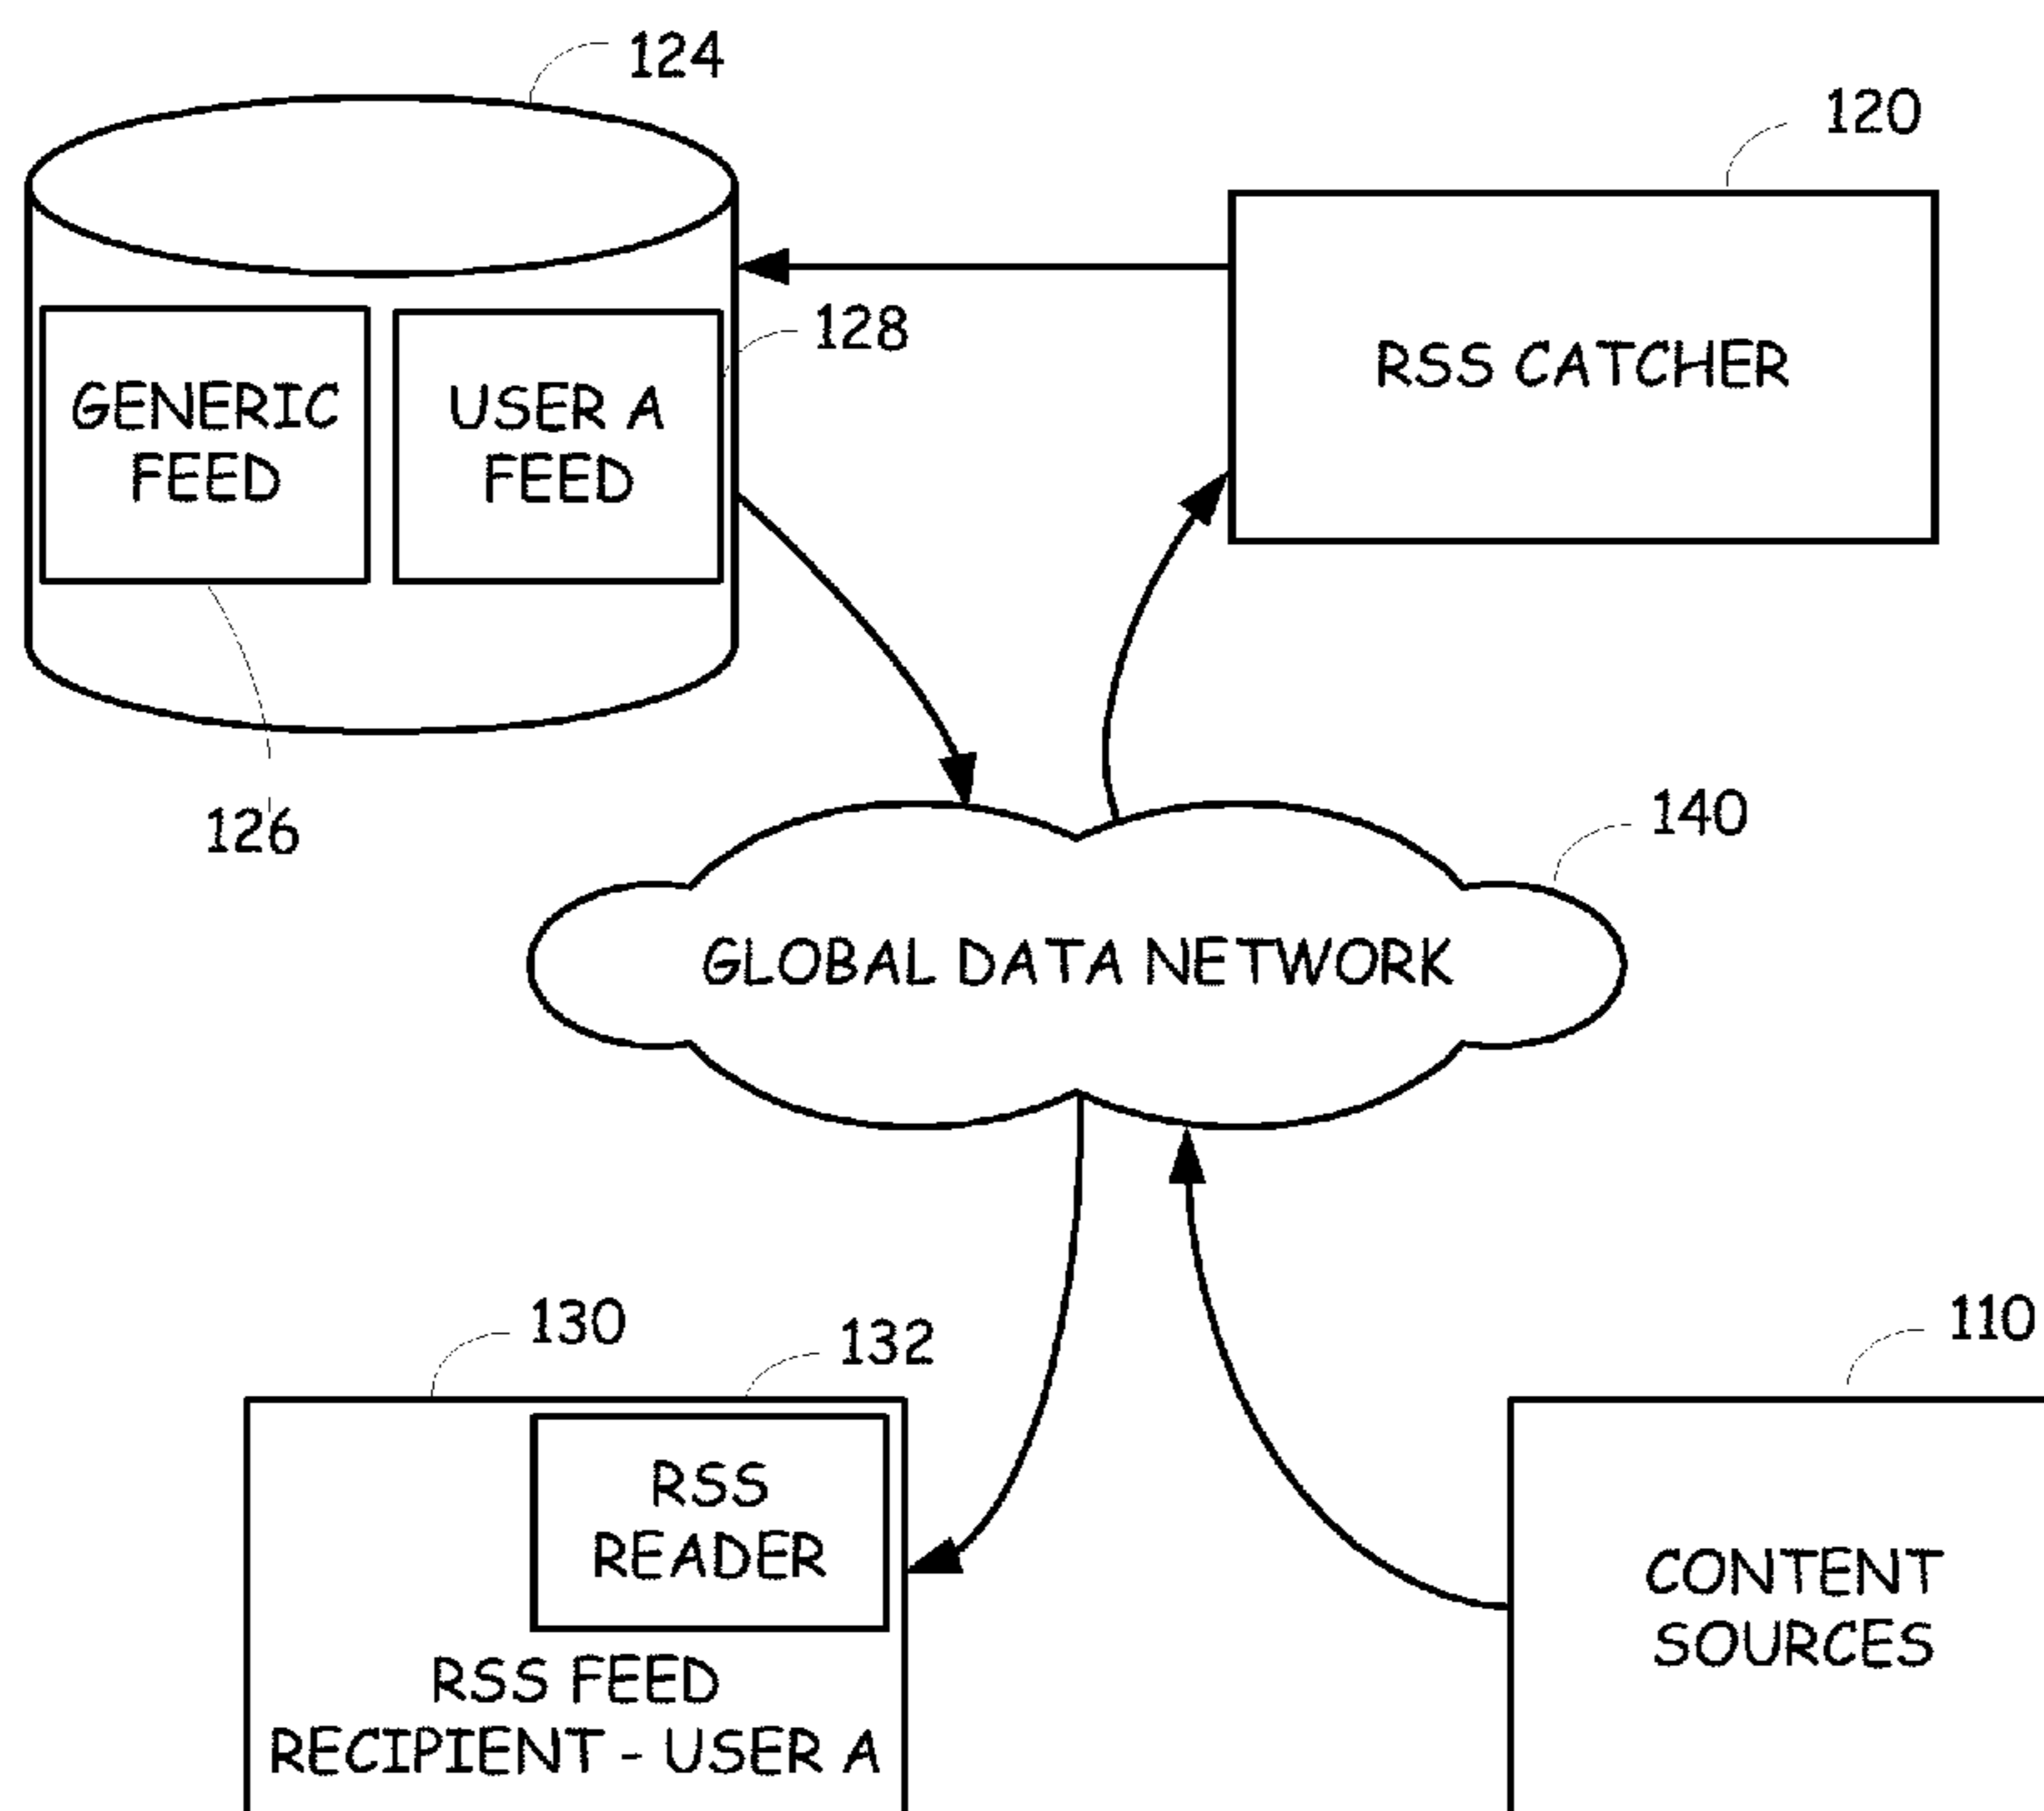 124
120
128
GENERIC
FEED
USER A
FEED
RSS CATCHER
126
140
GLOBAL DATA NETWORK
130
132
110
RSS
READER
RSS FEED
RECIPIENT - USER A
CONTENT
SOURCES